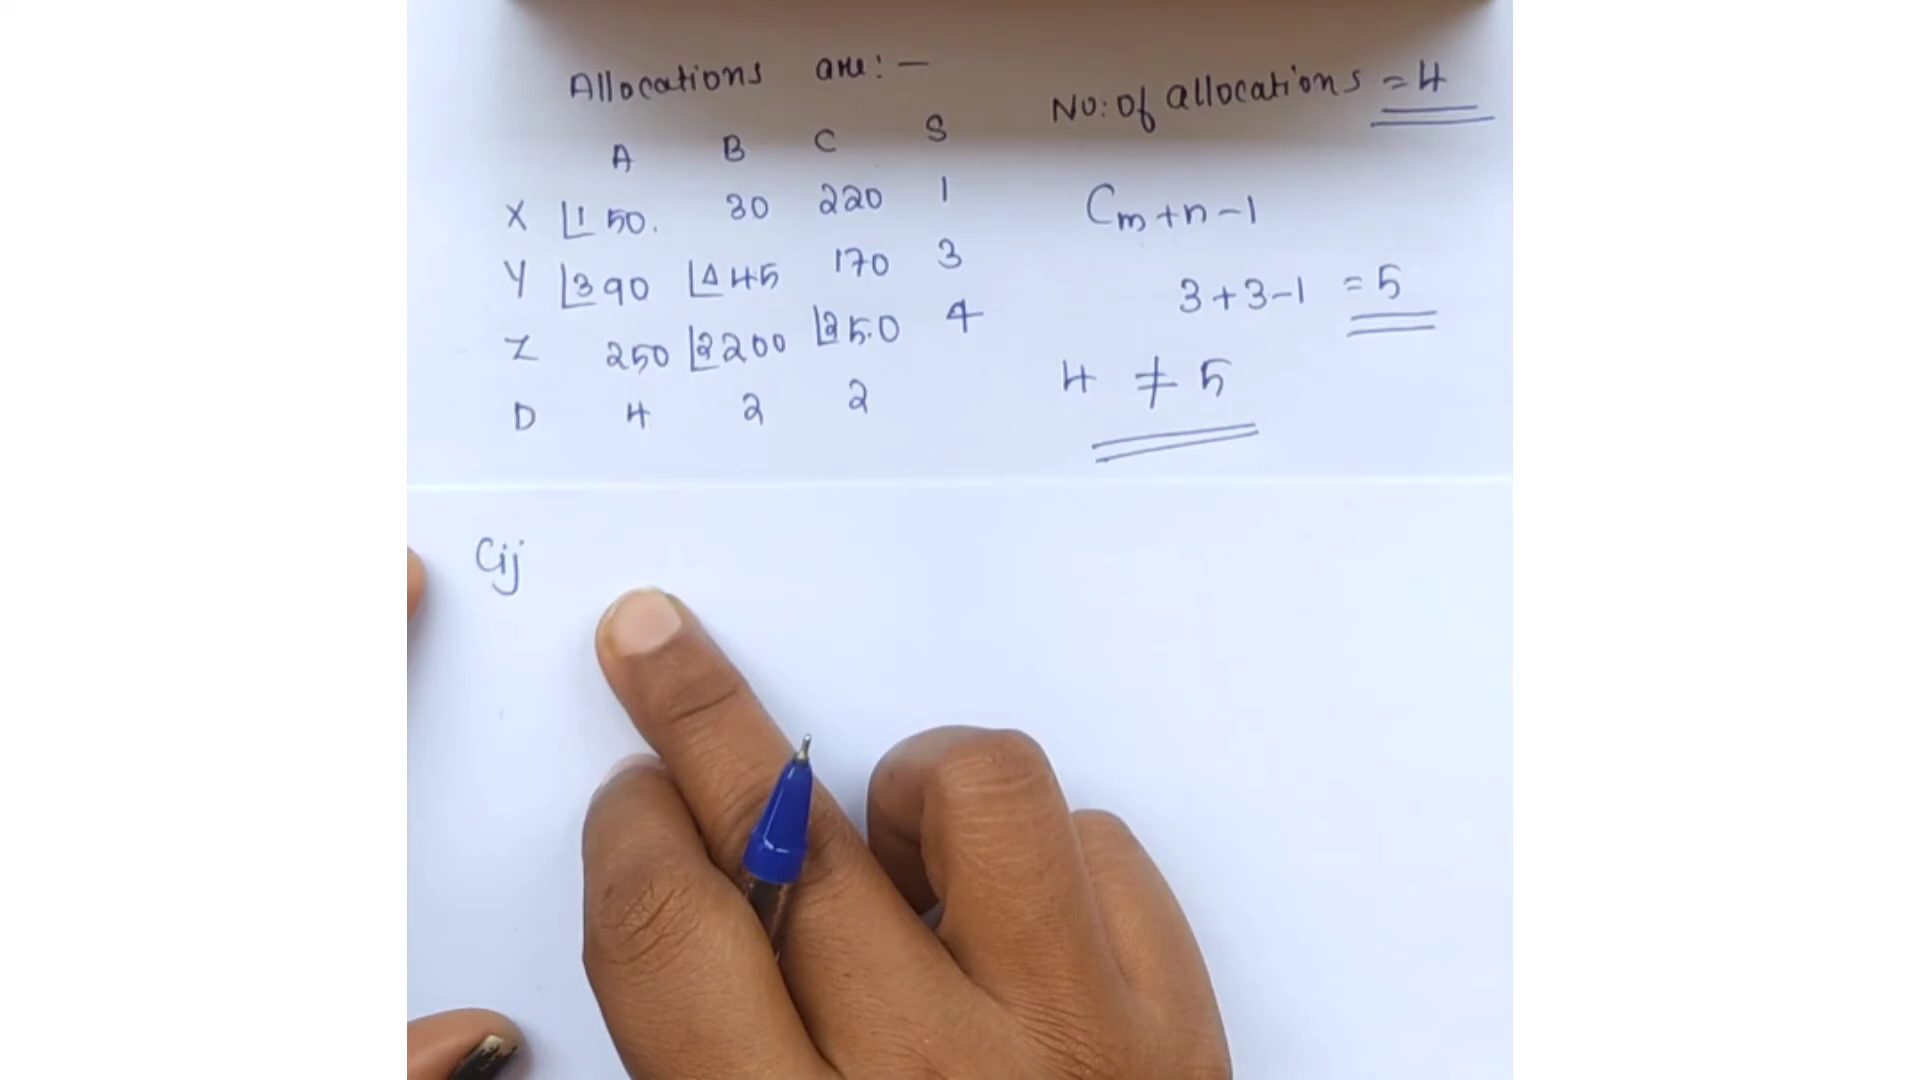 Allocations are:-
A B C S
X 1 50. 30 220 1
Y 3 90 Δ 45 170 3
Z 250 2 200 2 50 4
D 4 2 2
No: of allocations = 4
Cm+n-1
3+3-1 = 5
4 ≠ 5
Cij